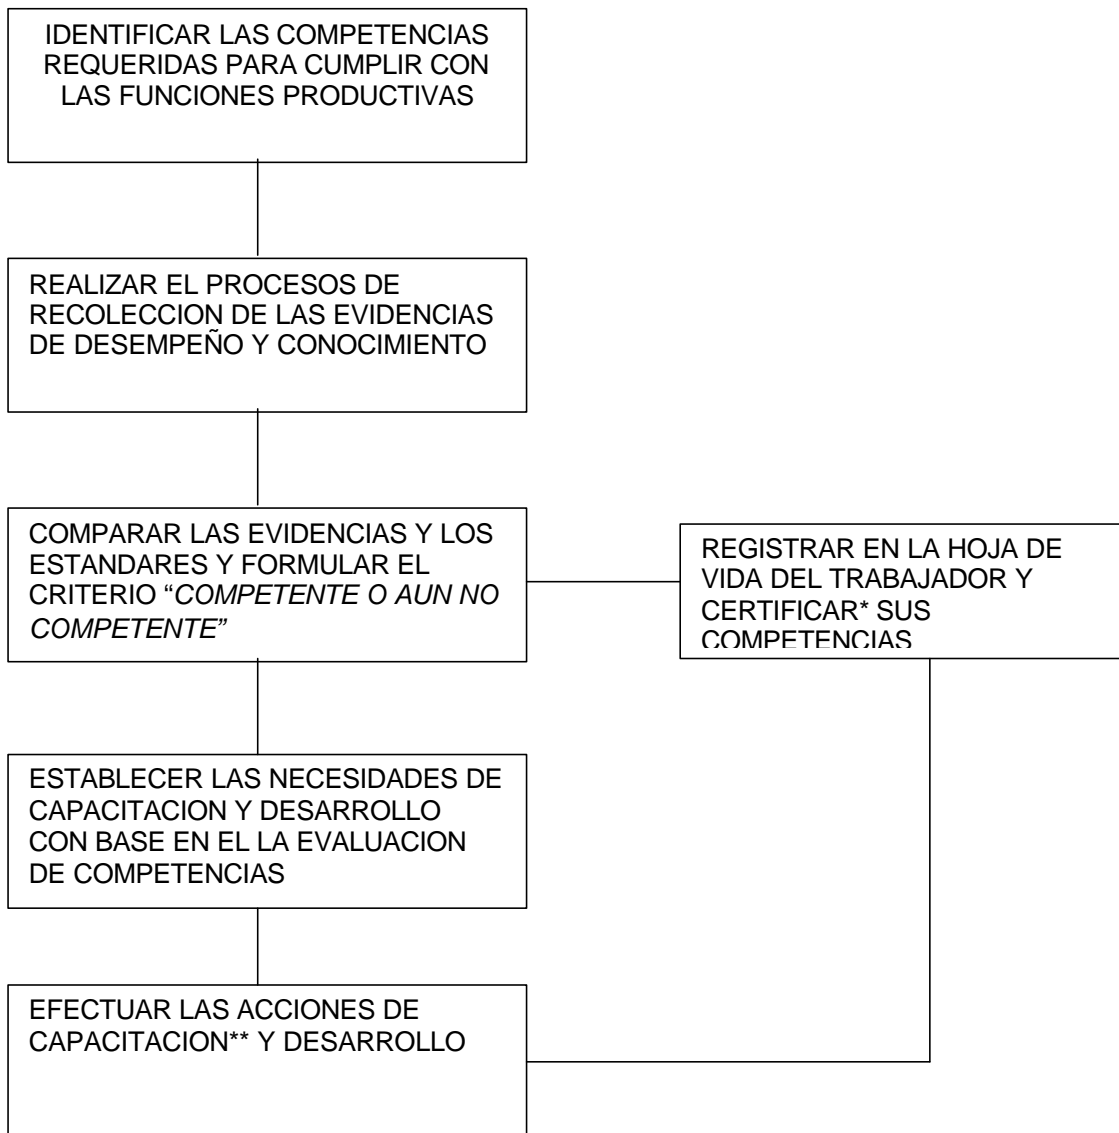 IDENTIFICAR LAS COMPETENCIAS
REQUERIDAS PARA CUMPLIR CON
LAS FUNCIONES PRODUCTIVAS
REALIZAR EL PROCESOS DE
RECOLECCION DE LAS EVIDENCIAS
DE DESEMPEÑO Y CONOCIMIENTO
COMPARAR LAS EVIDENCIAS Y LOS
ESTANDARES Y FORMULAR EL
CRITERIO “COMPETENTE O AUN NO
COMPETENTE”
REGISTRAR EN LA HOJA DE
VIDA DEL TRABAJADOR Y
CERTIFICAR* SUS
COMPETENCIAS
ESTABLECER LAS NECESIDADES DE
CAPACITACION Y DESARROLLO
CON BASE EN EL LA EVALUACION
DE COMPETENCIAS
EFECTUAR LAS ACCIONES DE
CAPACITACION** Y DESARROLLO